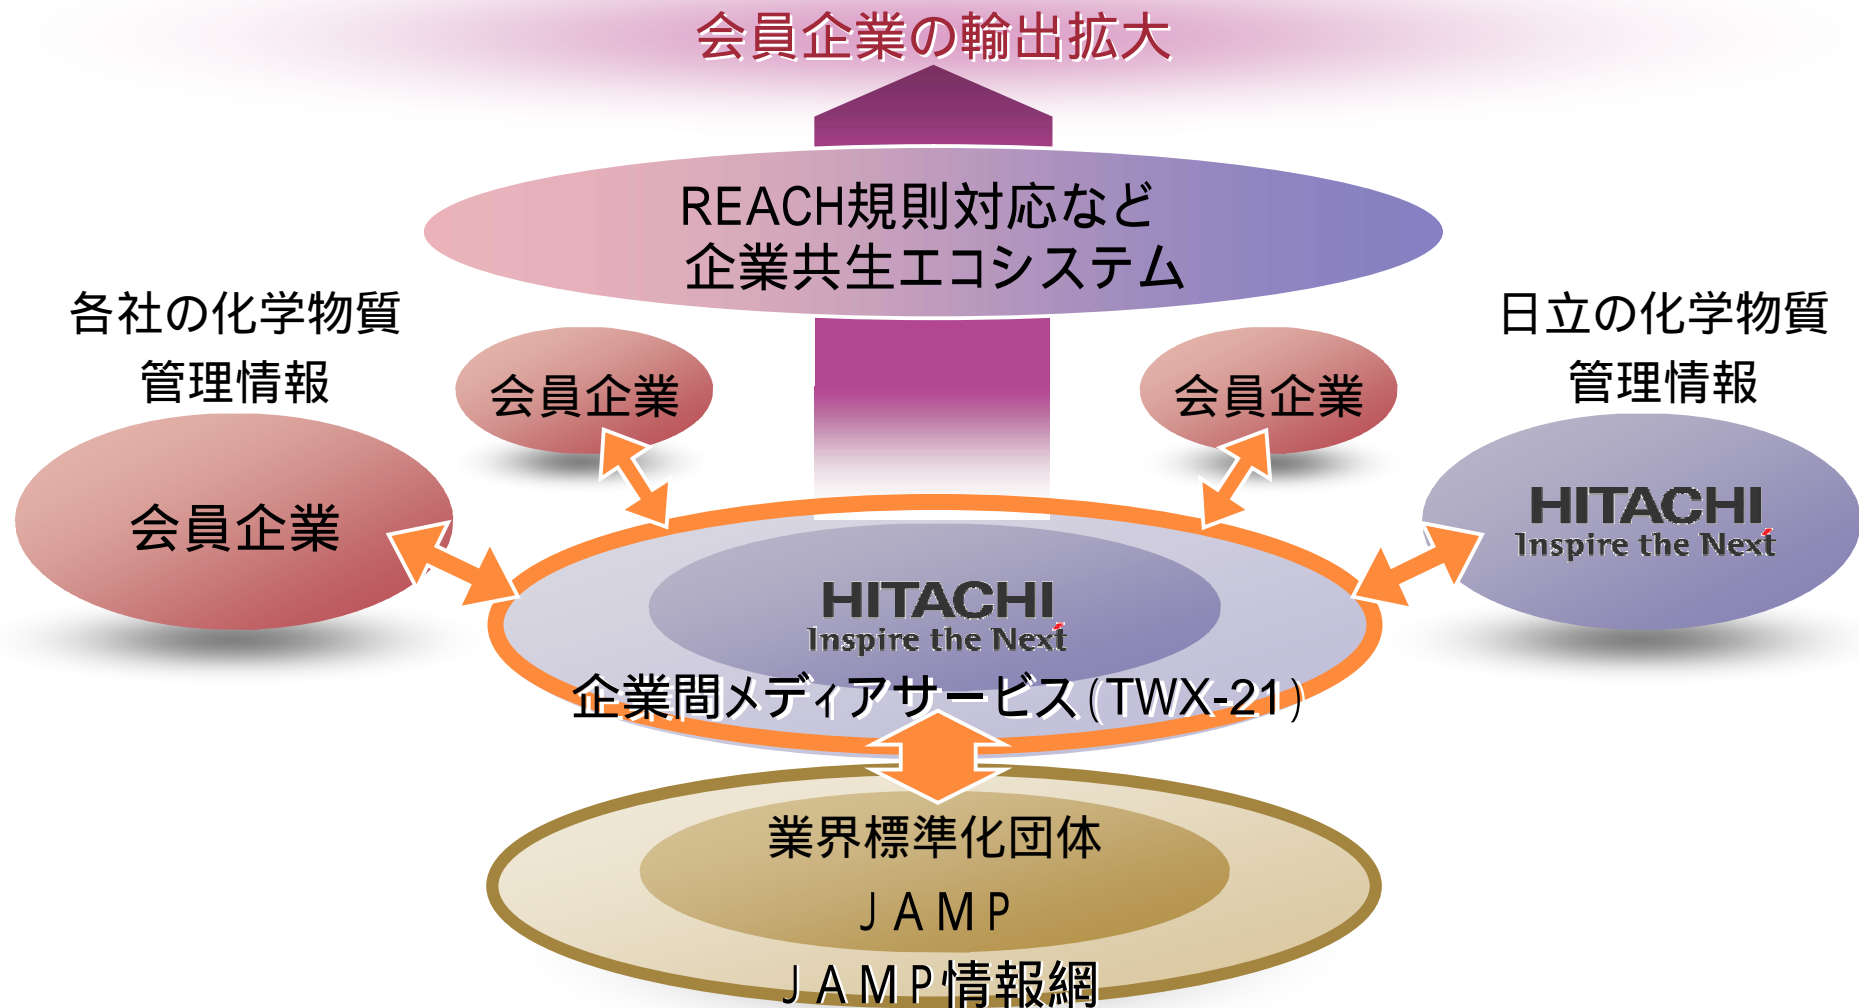 会員企業の輸出拡大
REACH規則対応など
企業共生エコシステム
各社の化学物質
管理情報
日立の化学物質
管理情報
会員企業
会員企業
会員企業
HITACHI
Inspire the Next
HITACHI
Inspire the Next
企業間メディアサービス(TWX-21)
業界標準化団体
JAMP
JAMP情報網